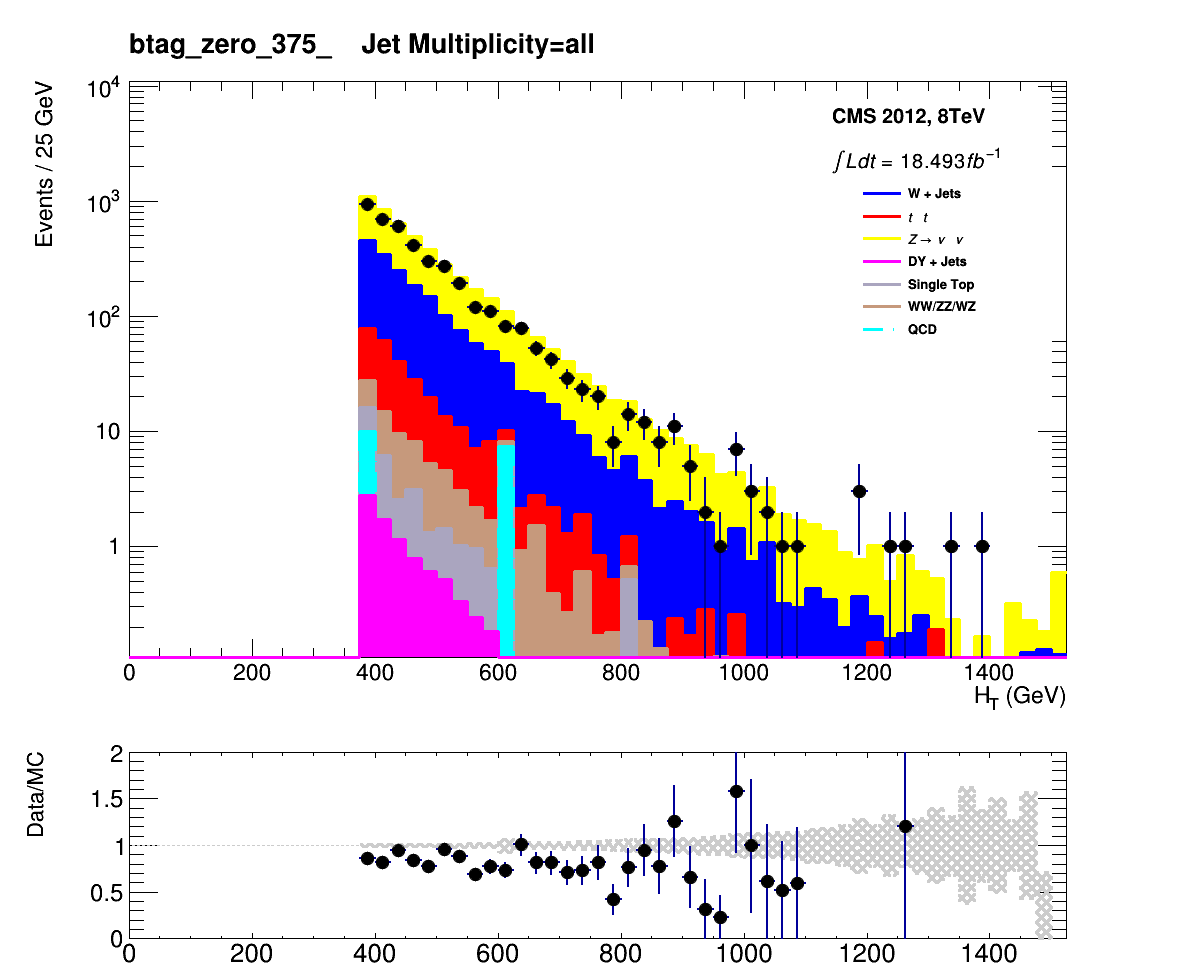 btag_zero_375_ Jet Multiplicity=all
Events / 25 GeV
10⁴
10³
10²
10
1
CMS 2012, 8TeV
∫Ldt = 18.493fb⁻¹
W + Jets
t t
Z → ν ν
DY + Jets
Single Top
WW/ZZ/WZ
QCD
0 200 400 600 800 1000 1200 1400
H_T (GeV)
Data/MC
2
1.5
1
0.5
0
0 200 400 600 800 1000 1200 1400